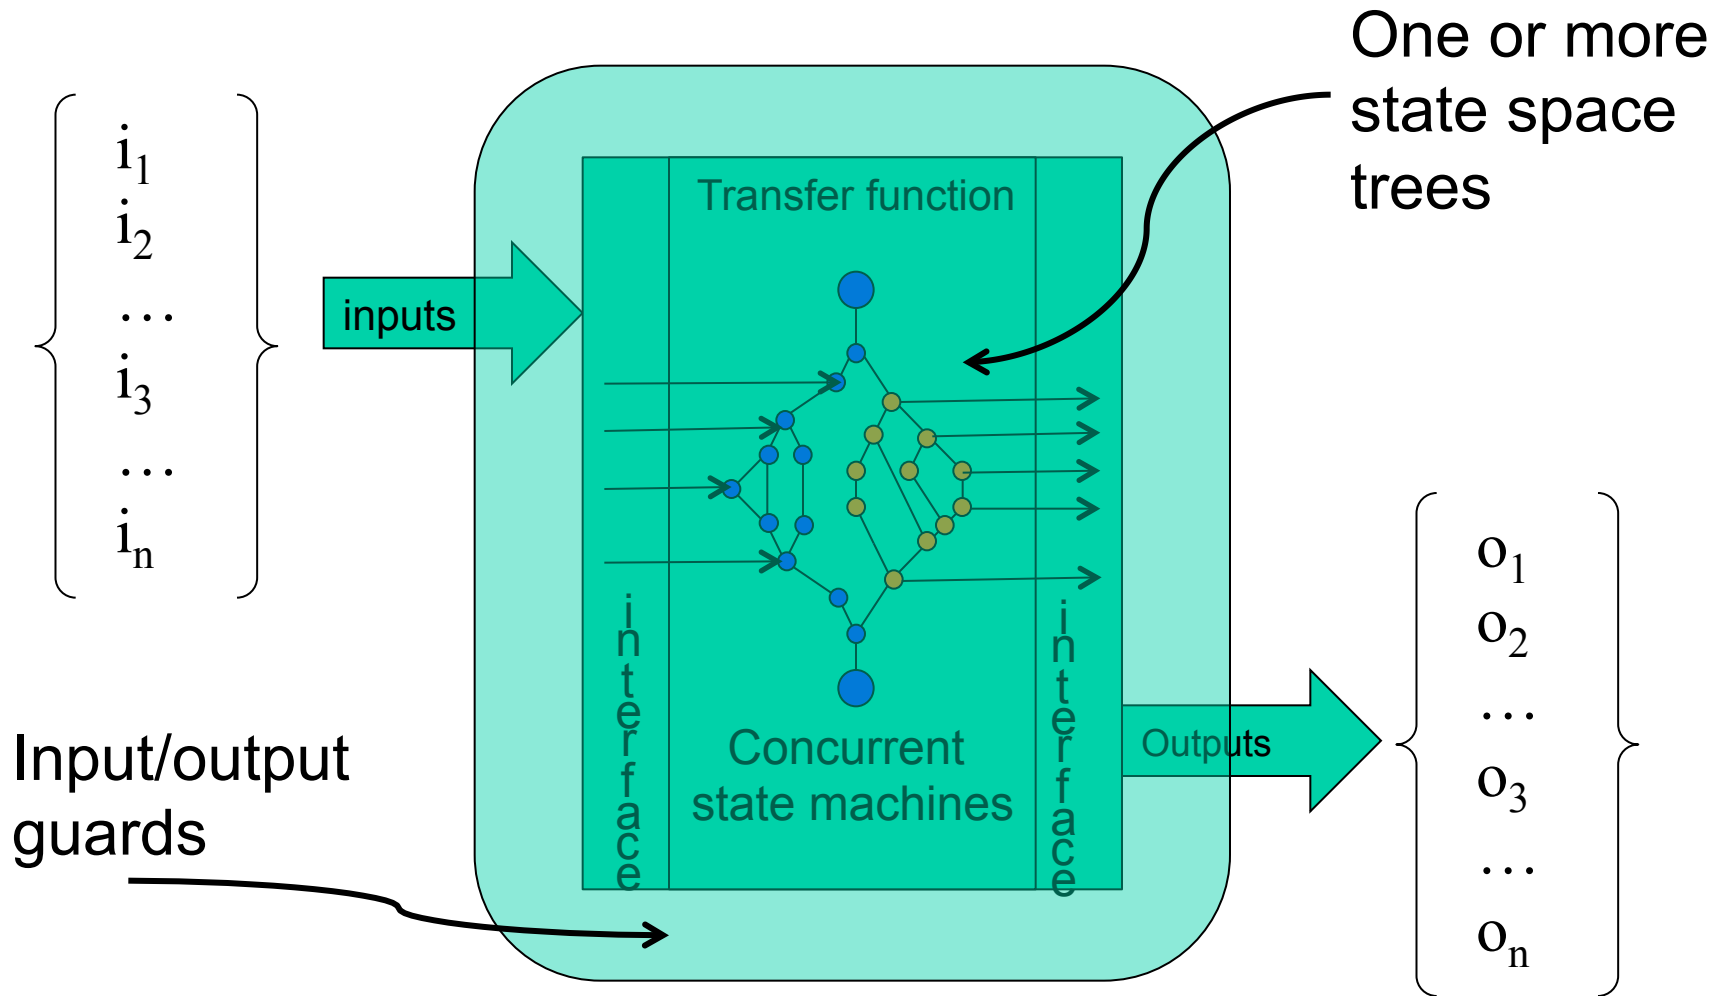 One or more
state space
trees
i₁
i₂
…
i₃
…
iₙ
inputs
Transfer function
interface
interface
Concurrent
state machines
Input/output
guards
Outputs
o₁
o₂
…
o₃
…
oₙ